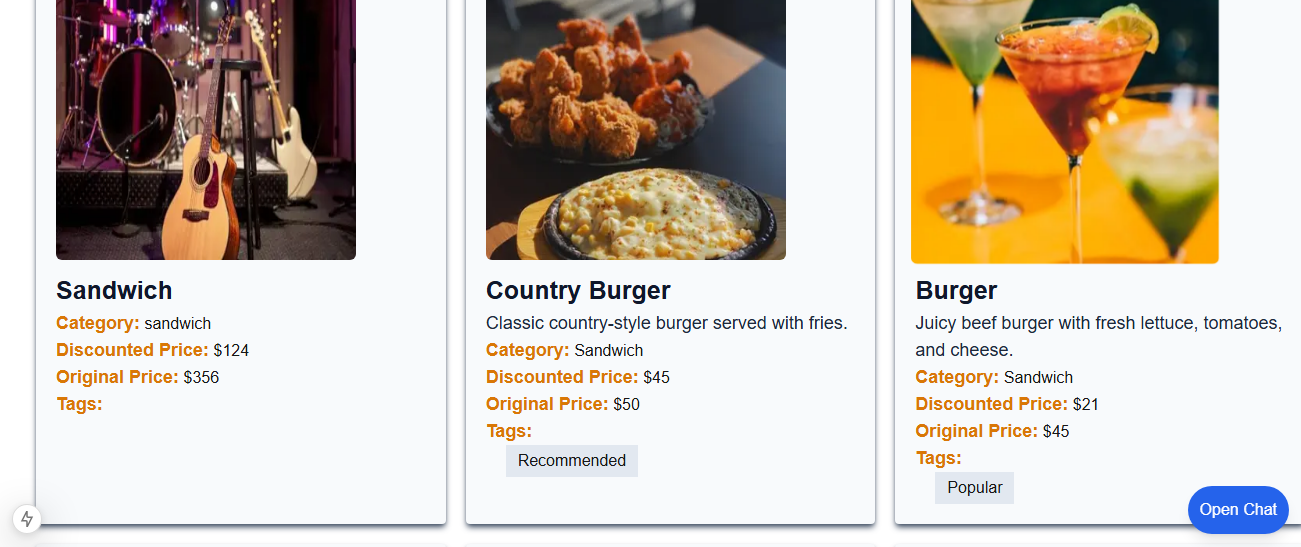 Sandwich
Category: sandwich
Discounted Price: $124
Original Price: $356
Tags:
Country Burger
Classic country-style burger served with fries.
Category: Sandwich
Discounted Price: $45
Original Price: $50
Tags:
Recommended
Burger
Juicy beef burger with fresh lettuce, tomatoes,
and cheese.
Category: Sandwich
Discounted Price: $21
Original Price: $45
Tags:
Popular
Open Chat